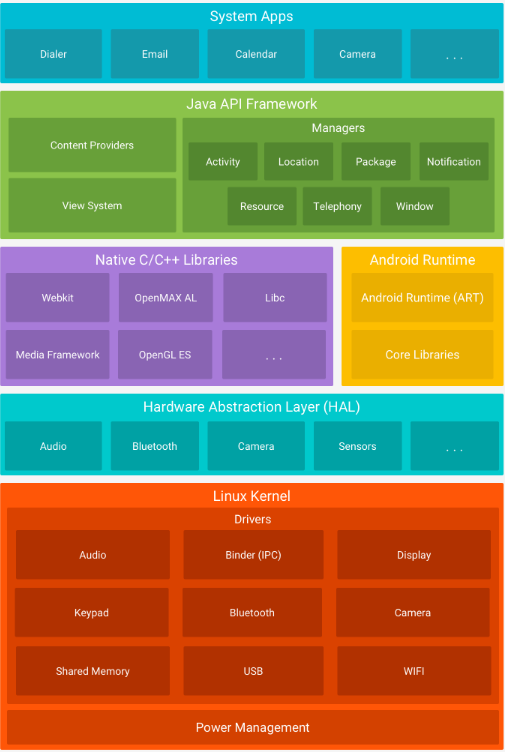 System Apps
Dialer
Email
Calendar
Camera
. . .
Java API Framework
Content Providers
View System
Managers
Activity
Location
Package
Notification
Resource
Telephony
Window
Native C/C++ Libraries
Webkit
OpenMAX AL
Libc
Media Framework
OpenGL ES
. . .
Android Runtime
Android Runtime (ART)
Core Libraries
Hardware Abstraction Layer (HAL)
Audio
Bluetooth
Camera
Sensors
. . .
Linux Kernel
Drivers
Audio
Binder (IPC)
Display
Keypad
Bluetooth
Camera
Shared Memory
USB
WIFI
Power Management